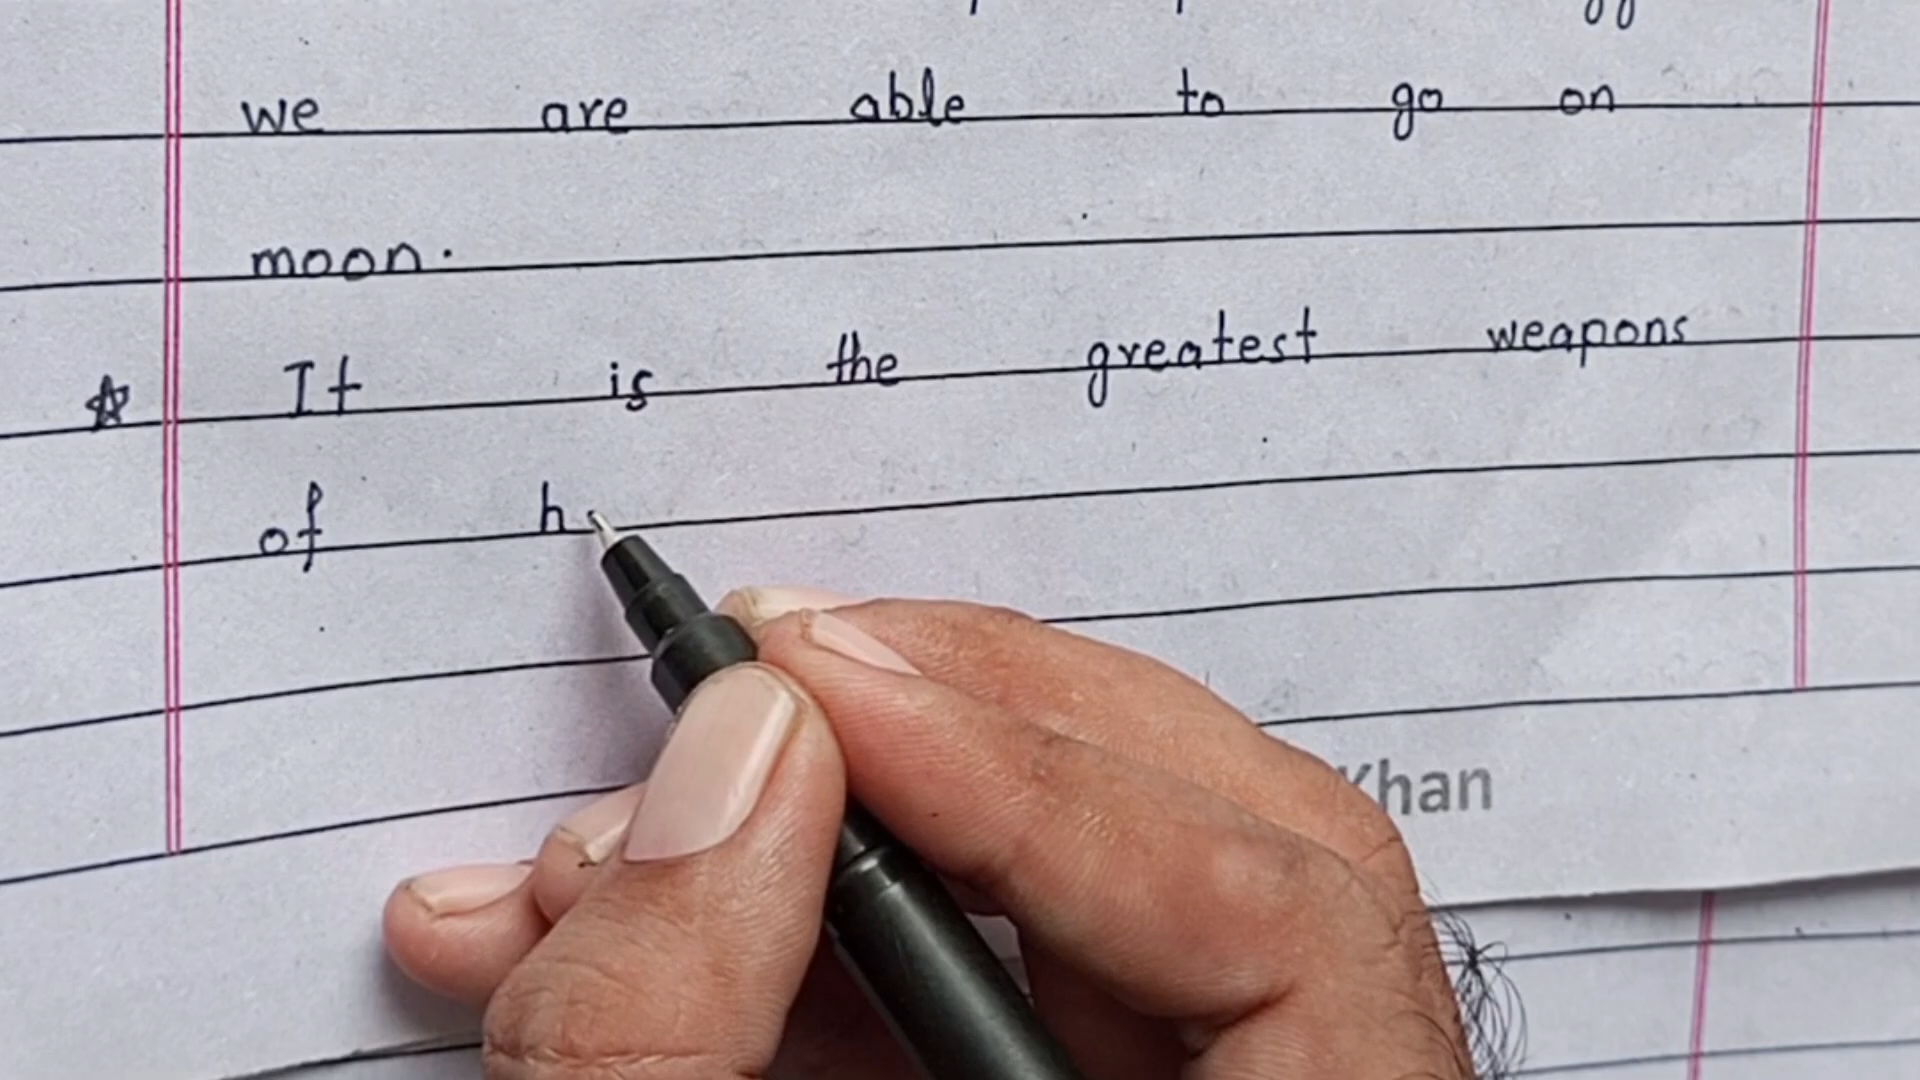 we are able to go on
moon.
It is the greatest weapons
of h
Khan